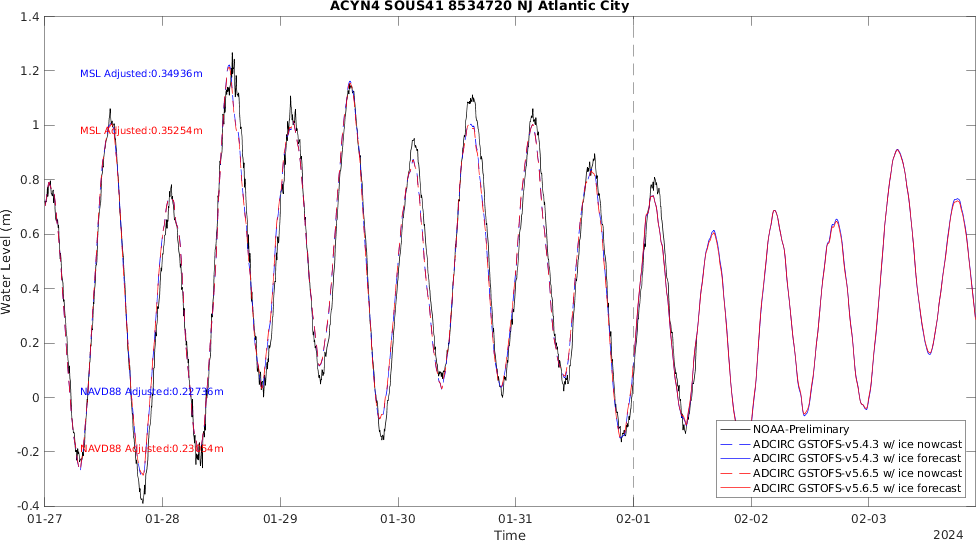 ACYN4 SOUS41 8534720 NJ Atlantic City
1.4
1.2
1
0.8
0.6
0.4
0.2
0
-0.2
-0.4
Water Level (m)
MSL Adjusted:0.34936m
MSL Adjusted:0.35254m
NAVD88 Adjusted:0.22736m
NAVD88 Adjusted:
NOAA-Preliminary
ADCIRC GSTOFS-v5.4.3 w/ ice nowcast
ADCIRC GSTOFS-v5.4.3 w/ ice forecast
ADCIRC GSTOFS-v5.6.5 w/ ice nowcast
ADCIRC GSTOFS-v5.6.5 w/ ice forecast
01-27 01-28 01-29 01-30 01-31 02-01 02-02 02-03
Time
2024